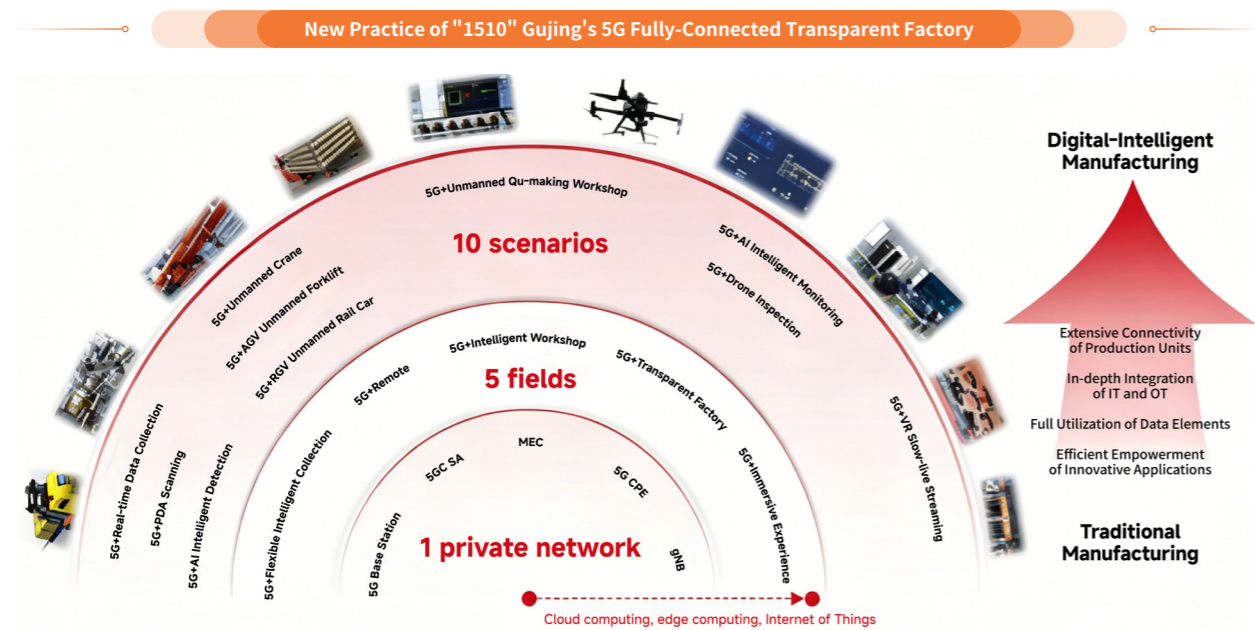 New Practice of "1510" Gujing's 5G Fully-Connected Transparent Factory
5G+Unmanned Qu-making Workshop
10 scenarios
5G+Unmanned Crane
5G+AGV Unmanned Forklift
5G+RGV Unmanned Rail Car
5G+AI Intelligent Monitoring
5G+Drone Inspection
5G+Real-time Data Collection
5G+PDA Scanning
5G+AI Intelligent Detection
5G+VR Slow-live Streaming
5G+Intelligent Workshop
5 fields
5G+Remote
5G+Transparent Factory
5G+Flexible Intelligent Collection
5G+Immersive Experience
MEC
5GC SA
5G CPE
1 private network
5G Base Station
gNB
Cloud computing, edge computing, Internet of Things
Digital-Intelligent
Manufacturing
Extensive Connectivity
of Production Units
In-depth Integration
of IT and OT
Full Utilization of Data Elements
Efficient Empowerment
of Innovative Applications
Traditional
Manufacturing